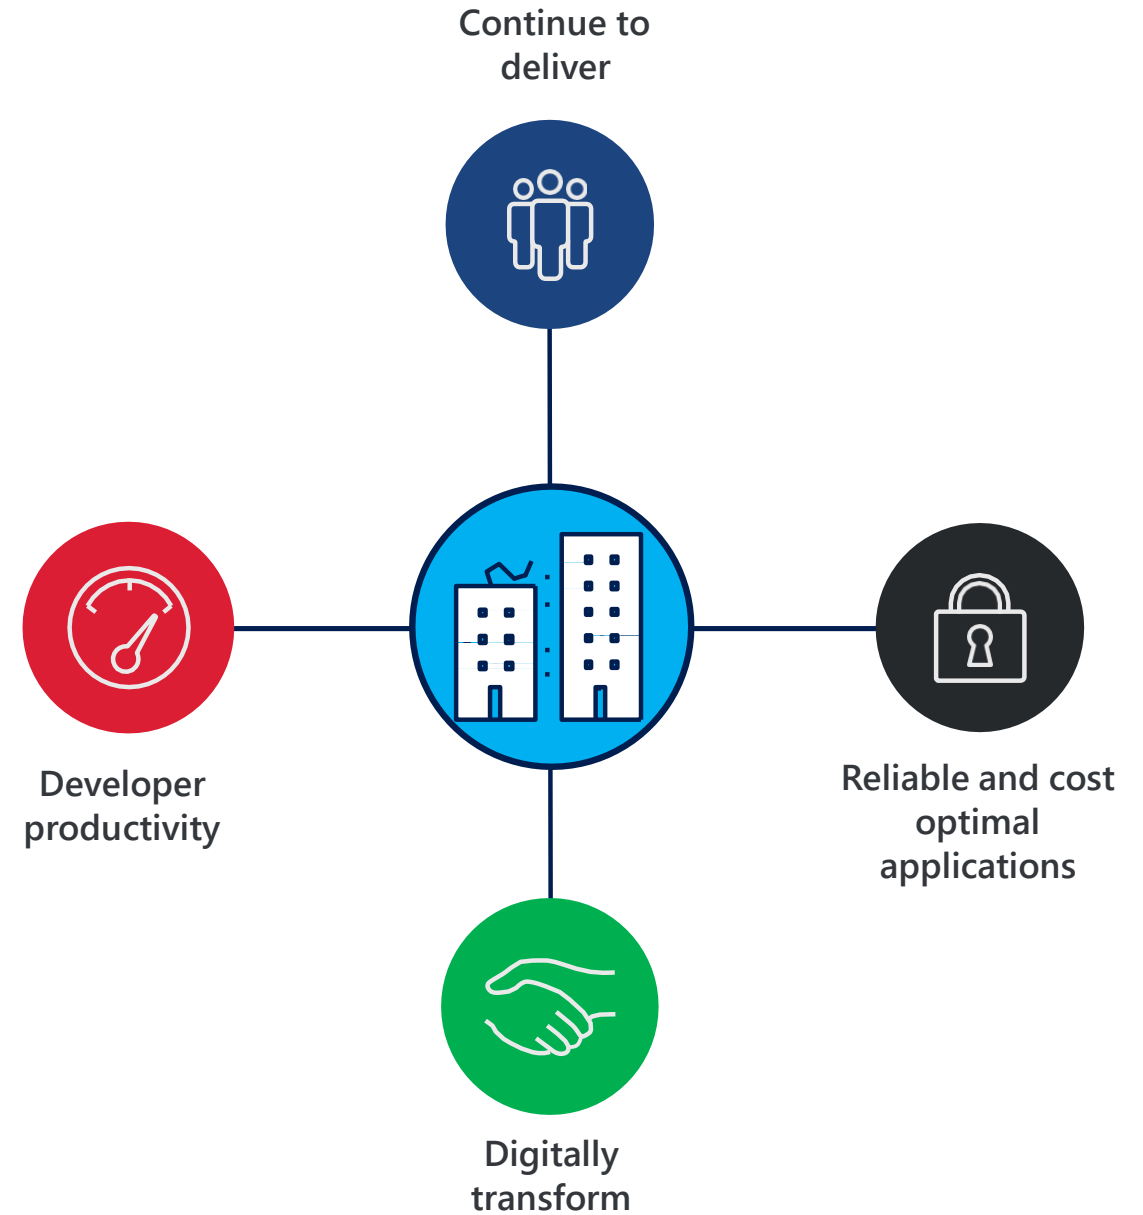 Continue to
deliver
Developer
productivity
Reliable and cost
optimal
applications
Digitally
transform